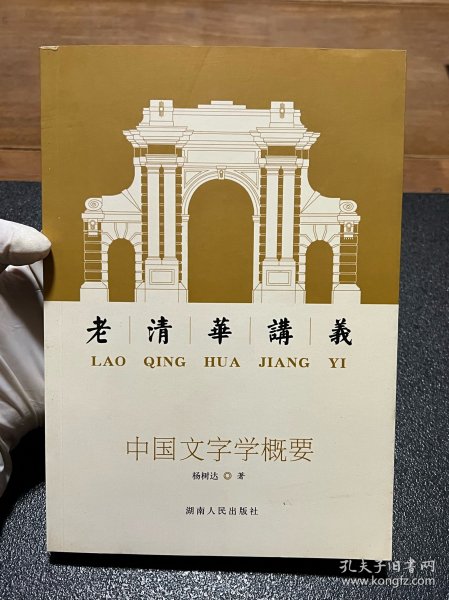 老清華講義
LAO QING HUA JIANG YI
中国文字学概要
杨树达 ◎ 著
湖南人民出版社
孔夫子旧书网
www.kongfz.com